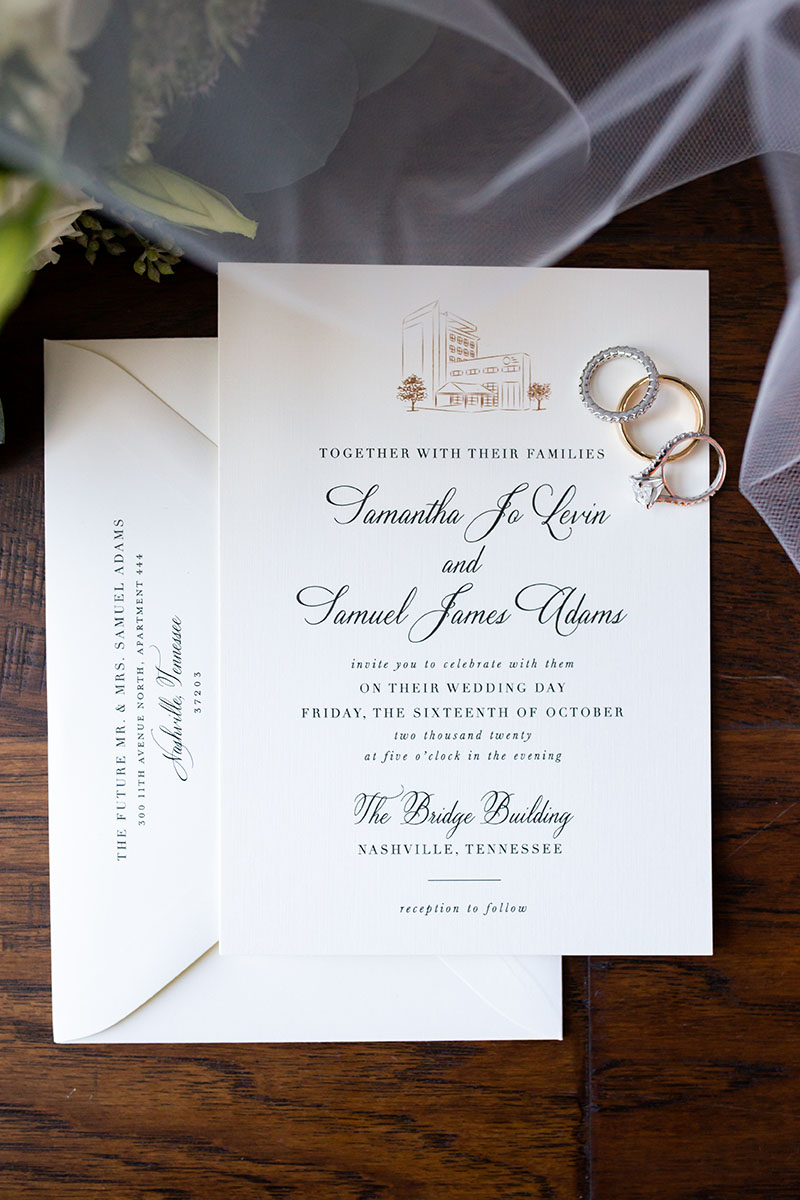 TOGETHER WITH THEIR FAMILIES
Samantha Jo Levin
and
Samuel James Adams
invite you to celebrate with them
ON THEIR WEDDING DAY
FRIDAY, THE SIXTEENTH OF OCTOBER
two thousand twenty
at five o'clock in the evening
The Bridge Building
NASHVILLE, TENNESSEE
reception to follow
THE FUTURE MR. & MRS. SAMUEL ADAMS
300 11TH AVENUE NORTH, APARTMENT 444
Nashville, Tennessee
37203